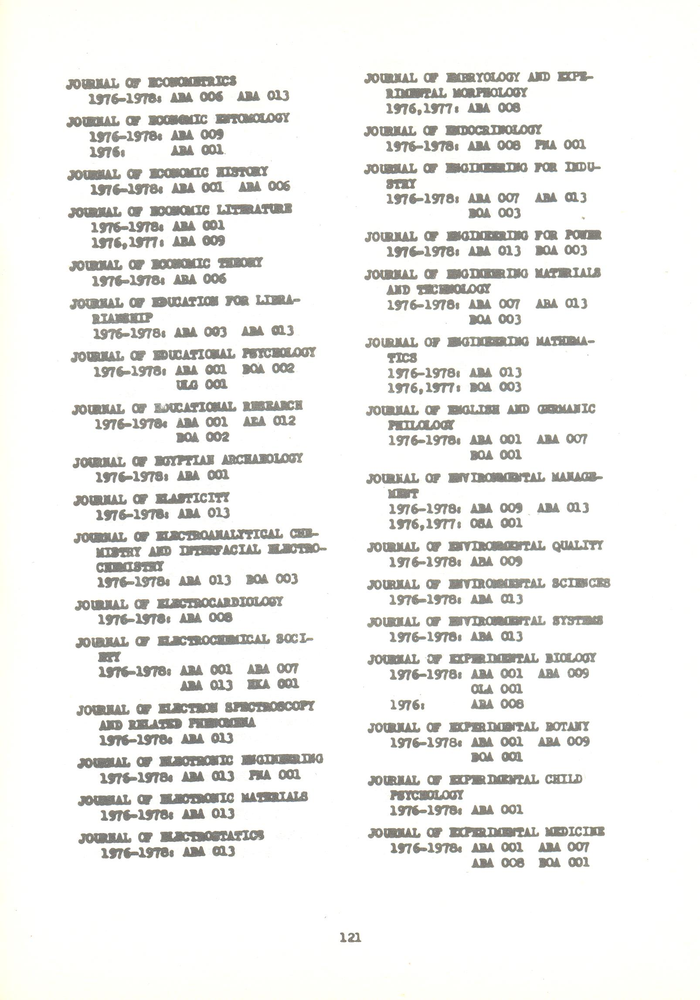 JOURNAL OF ECONOMETRICS
1976-1978: ABA 006 ABA 013
JOURNAL OF ECONOMIC ENTOMOLOGY
1976-1978: ABA 009
1976: ABA 001
JOURNAL OF ECONOMIC HISTORY
1976-1978: ABA 001 ABA 006
JOURNAL OF ECONOMIC LITERATURE
1976-1978: ABA 001
1976,1977: ABA 009
JOURNAL OF ECONOMIC THEORY
1976-1978: ABA 006
JOURNAL OF EDUCATION FOR LIBRA-
RIANSHIP
1976-1978: ABA 003 ABA 013
JOURNAL OF EDUCATIONAL PSYCHOLOGY
1976-1978: ABA 001 BOA 002
ULG 001
JOURNAL OF EDUCATIONAL RESEARCH
1976-1978: ABA 001 ABA 012
BOA 002
JOURNAL OF EGYPTIAN ARCHAEOLOGY
1976-1978: ABA 001
JOURNAL OF ELASTICITY
1976-1978: ABA 013
JOURNAL OF ELECTROANALYTICAL CHE-
MISTRY AND INTERFACIAL ELECTRO-
CHEMISTRY
1976-1978: ABA 013 BOA 003
JOURNAL OF ELECTROCARDIOLOGY
1976-1978: ABA 008
JOURNAL OF ELECTROCHEMICAL SOCI-
ETY
1976-1978: ABA 001 ABA 007
ABA 013 EKA 001
JOURNAL OF ELECTRON SPECTROSCOPY
AND RELATED PHENOMENA
1976-1978: ABA 013
JOURNAL OF ELECTRONIC ENGINEERING
1976-1978: ABA 013 PNA 001
JOURNAL OF ELECTRONIC MATERIALS
1976-1978: ABA 013
JOURNAL OF ELECTROSTATICS
1976-1978: ABA 013
JOURNAL OF EMBRYOLOGY AND EXPE-
RIMENTAL MORPHOLOGY
1976,1977: ABA 008
JOURNAL OF ENDOCRINOLOGY
1976-1978: ABA 008 PNA 001
JOURNAL OF ENGINEERING FOR INDU-
STRY
1976-1978: ABA 007 ABA 013
BOA 003
JOURNAL OF ENGINEERING FOR POWER
1976-1978: ABA 013 BOA 003
JOURNAL OF ENGINEERING MATERIALS
AND TECHNOLOGY
1976-1978: ABA 007 ABA 013
BOA 003
JOURNAL OF ENGINEERING MATHEMA-
TICS
1976-1978: ABA 013
1976,1977: BOA 003
JOURNAL OF ENGLISH AND GERMANIC
PHILOLOGY
1976-1978: ABA 001 ABA 007
BOA 001
JOURNAL OF ENVIRONMENTAL MANAGE-
MENT
1976-1978: ABA 009 ABA 013
1976,1977: OSA 001
JOURNAL OF ENVIRONMENTAL QUALITY
1976-1978: ABA 009
JOURNAL OF ENVIRONMENTAL SCIENCES
1976-1978: ABA 013
JOURNAL OF ENVIRONMENTAL SYSTEMS
1976-1978: ABA 013
JOURNAL OF EXPERIMENTAL BIOLOGY
1976-1978: ABA 001 ABA 009
OLA 001
1976: ABA 008
JOURNAL OF EXPERIMENTAL BOTANY
1976-1978: ABA 001 ABA 009
BOA 001
JOURNAL OF EXPERIMENTAL CHILD
PSYCHOLOGY
1976-1978: ABA 001
JOURNAL OF EXPERIMENTAL MEDICINE
1976-1978: ABA 001 ABA 007
ABA 008 BOA 001
121